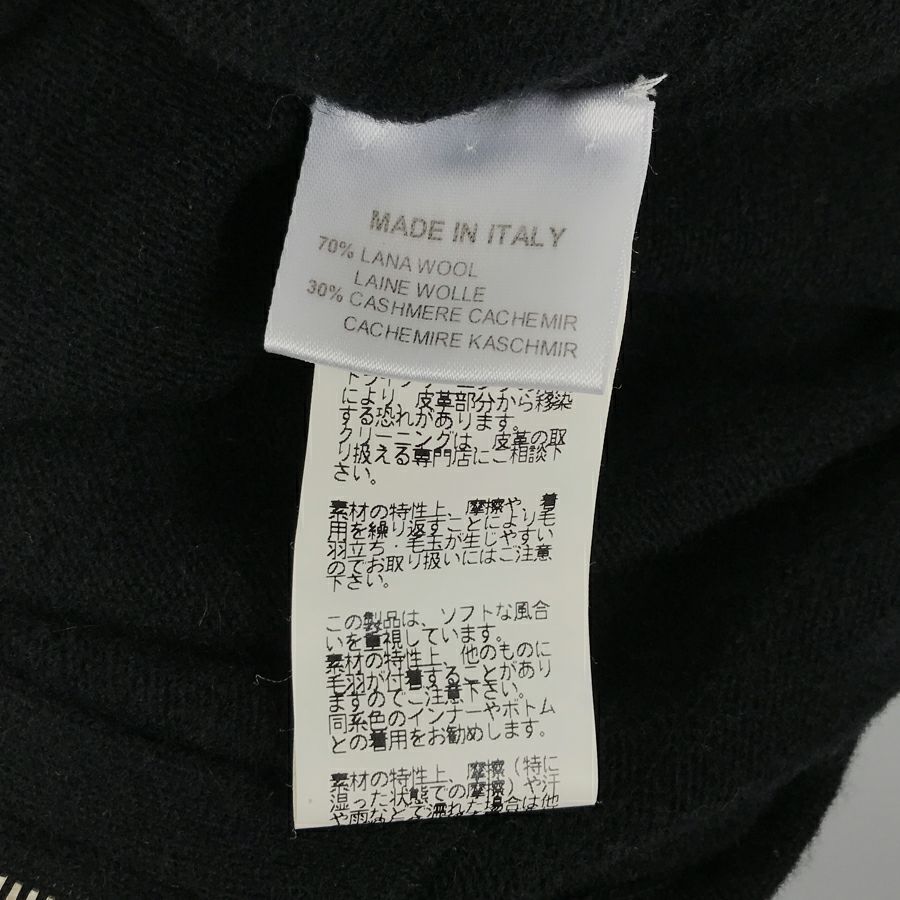 MADE IN ITALY
70% LANA WOOL
LAINE WOLLE
30% CASHMERE CACHEMIR
CACHEMIRE KASCHMIR
により、皮革部分から移染
する恐れがあります。
クリーニングは、皮革の取
り扱える専門店にご相談下
さい。
素材の特性上、摩擦や、着
用を繰り返すことにより毛
羽立ち・毛玉が生じやすい
のでお取り扱いにはご注意
下さい。
この製品は、ソフトな風合
いを重視しています。
素材の特性上、他のものに
毛羽が付着することがあり
ますのでご注意下さい。
同系色のインナーやボトム
との着用をお勧めします。
素材の特性上、摩擦(特に
湿った状態での摩擦)や汗
や雨などで濡れた場合は他